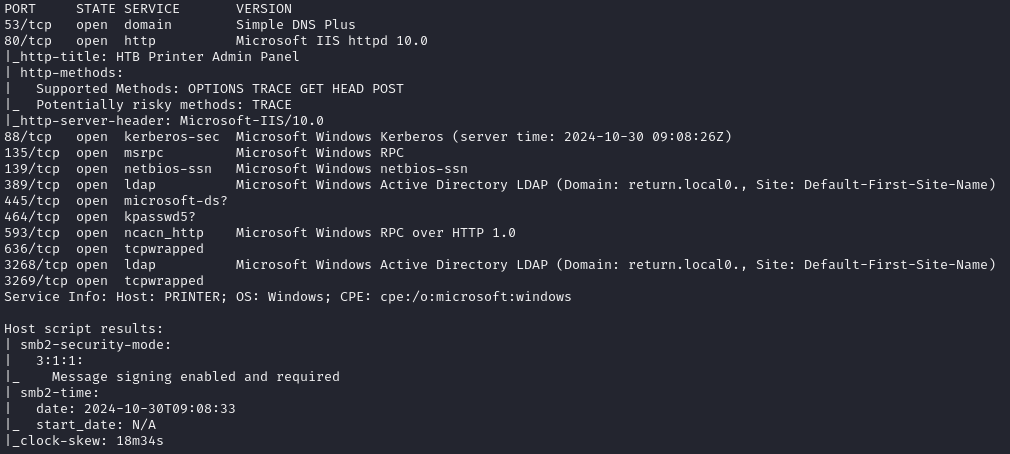 PORT     STATE SERVICE       VERSION
53/tcp   open  domain        Simple DNS Plus
80/tcp   open  http          Microsoft IIS httpd 10.0
|_http-title: HTB Printer Admin Panel
| http-methods:
|   Supported Methods: OPTIONS TRACE GET HEAD POST
|_  Potentially risky methods: TRACE
|_http-server-header: Microsoft-IIS/10.0
88/tcp   open  kerberos-sec  Microsoft Windows Kerberos (server time: 2024-10-30 09:08:26Z)
135/tcp  open  msrpc         Microsoft Windows RPC
139/tcp  open  netbios-ssn   Microsoft Windows netbios-ssn
389/tcp  open  ldap          Microsoft Windows Active Directory LDAP (Domain: return.local0., Site: Default-First-Site-Name)
445/tcp  open  microsoft-ds?
464/tcp  open  kpasswd5?
593/tcp  open  ncacn_http    Microsoft Windows RPC over HTTP 1.0
636/tcp  open  tcpwrapped
3268/tcp open  ldap          Microsoft Windows Active Directory LDAP (Domain: return.local0., Site: Default-First-Site-Name)
3269/tcp open  tcpwrapped
Service Info: Host: PRINTER; OS: Windows; CPE: cpe:/o:microsoft:windows

Host script results:
| smb2-security-mode:
|   3:1:1:
|_    Message signing enabled and required
| smb2-time:
|   date: 2024-10-30T09:08:33
|_  start_date: N/A
|_clock-skew: 18m34s